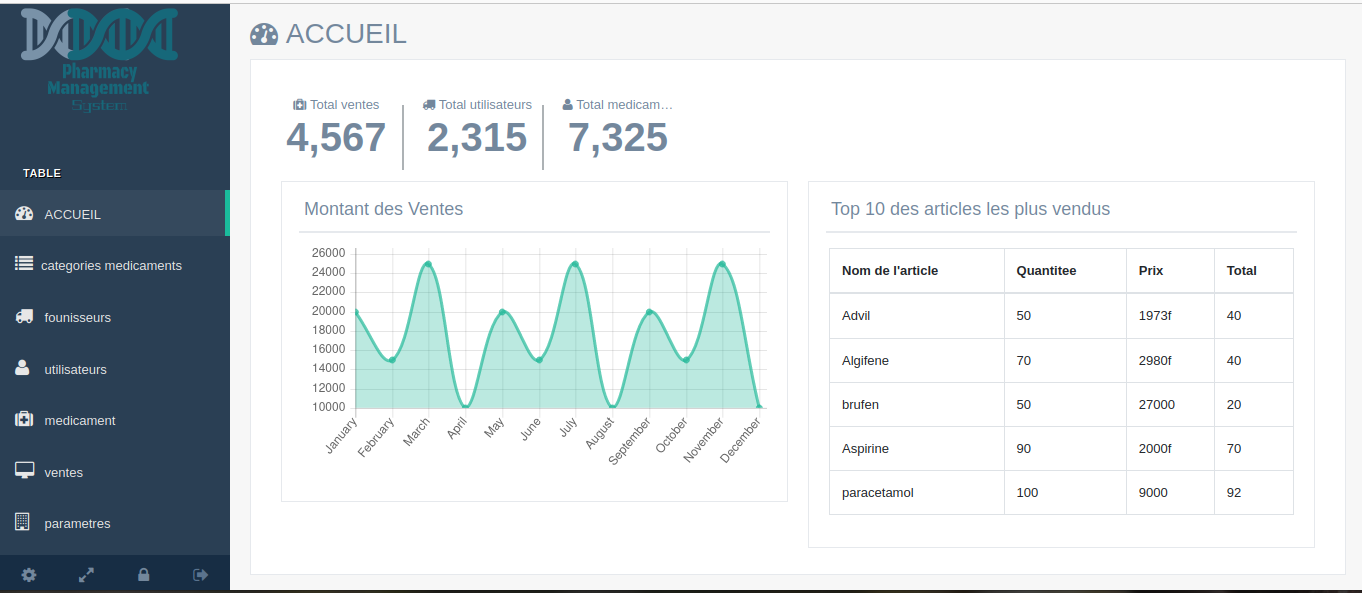 Pharmacy
Management
System
TABLE
ACCUEIL
categories medicaments
founisseurs
utilisateurs
medicament
ventes
parametres
ACCUEIL
Total ventes
4,567
Total utilisateurs
2,315
Total medicam…
7,325
Montant des Ventes
26000
24000
22000
20000
18000
16000
14000
12000
10000
January
February
March
April
May
June
July
August
September
October
November
December
Top 10 des articles les plus vendus
Nom de l'article Quantitee Prix Total
Advil 50 1973f 40
Algifene 70 2980f 40
brufen 50 27000 20
Aspirine 90 2000f 70
paracetamol 100 9000 92